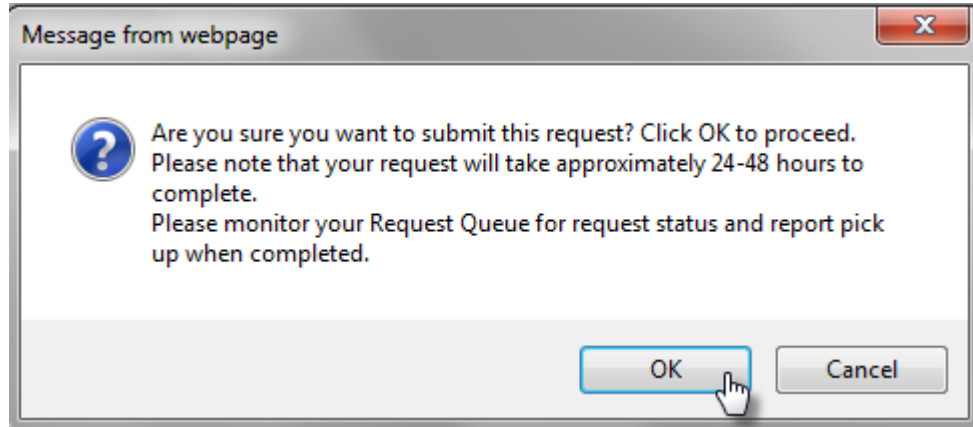 Message from webpage
X
Are you sure you want to submit this request? Click OK to proceed.
Please note that your request will take approximately 24-48 hours to
complete.
Please monitor your Request Queue for request status and report pick
up when completed.
OK
Cancel